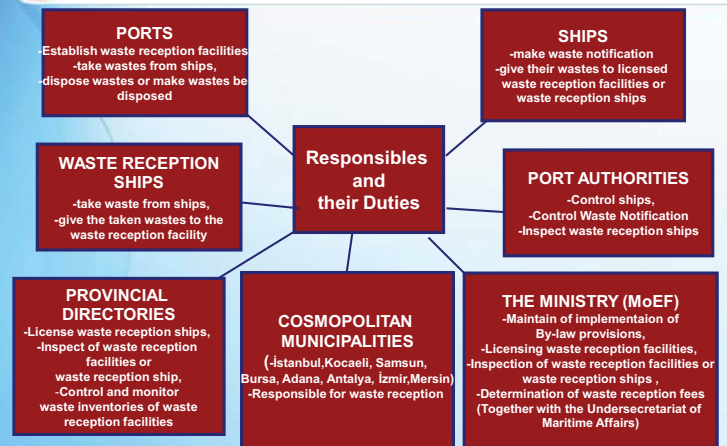 PORTS
-Establish waste reception facilities
-take wastes from ships,
-dispose wastes or make wastes be
disposed
SHIPS
-make waste notification
-give their wastes to licensed
waste reception facilities or
waste reception ships
WASTE RECEPTION
SHIPS
-take waste from ships,
-give the taken wastes to the
waste reception facility
Responsibles
and
their Duties
PORT AUTHORITIES
-Control ships,
-Control Waste Notification
-Inspect waste reception ships
PROVINCIAL
DIRECTORIES
-License waste reception ships,
-Inspect of waste reception
facilities or
waste reception ship,
-Control and monitor
waste inventories of waste
reception facilities
COSMOPOLITAN
MUNICIPALITIES
(-İstanbul,Kocaeli, Samsun,
Bursa, Adana, Antalya, İzmir,Mersin)
-Responsible for waste reception
THE MINISTRY (MoEF)
-Maintain of implementaion of
By-law provisions,
-Licensing waste reception facilities,
-Inspection of waste reception facilities or
waste reception ships ,
-Determination of waste reception fees
(Together with the Undersecretariat of
Maritime Affairs)